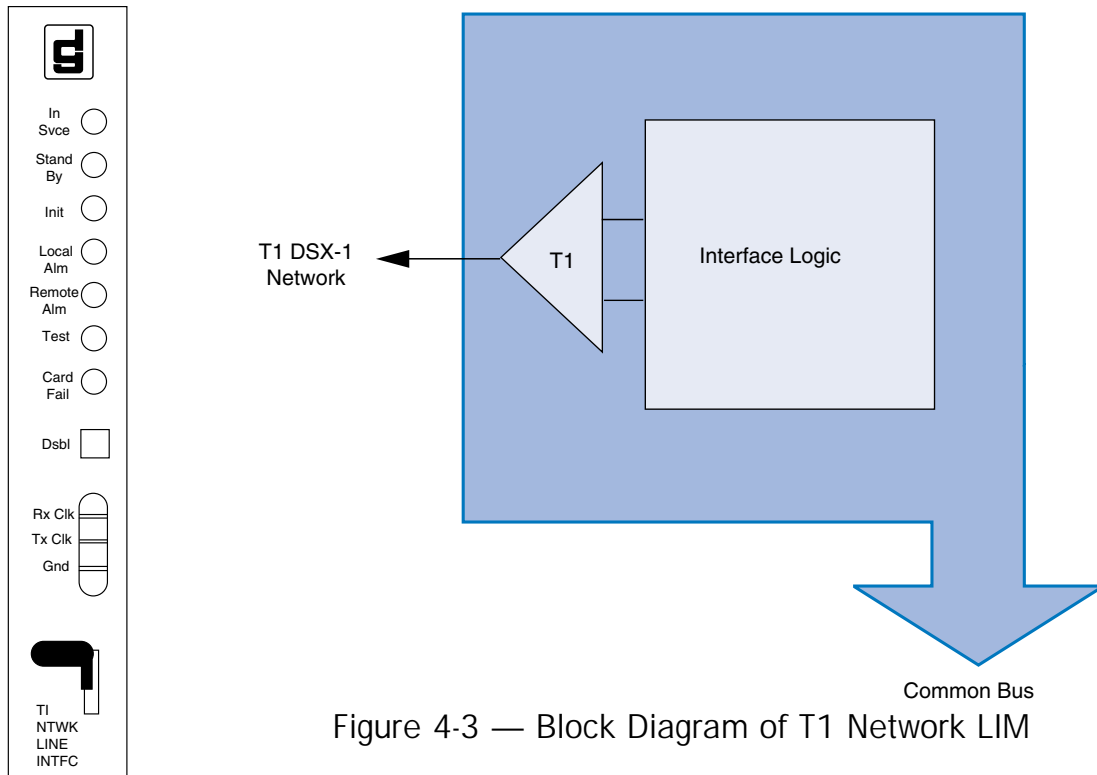 dg
In
Svce
Stand
By
Init
Local
Alm
Remote
Alm
Test
Card
Fail
Dsbl
Rx Clk
Tx Clk
Gnd
TI
NTWK
LINE
INTFC
T1 DSX-1
Network
T1
Interface Logic
Common Bus
Figure 4-3 — Block Diagram of T1 Network LIM